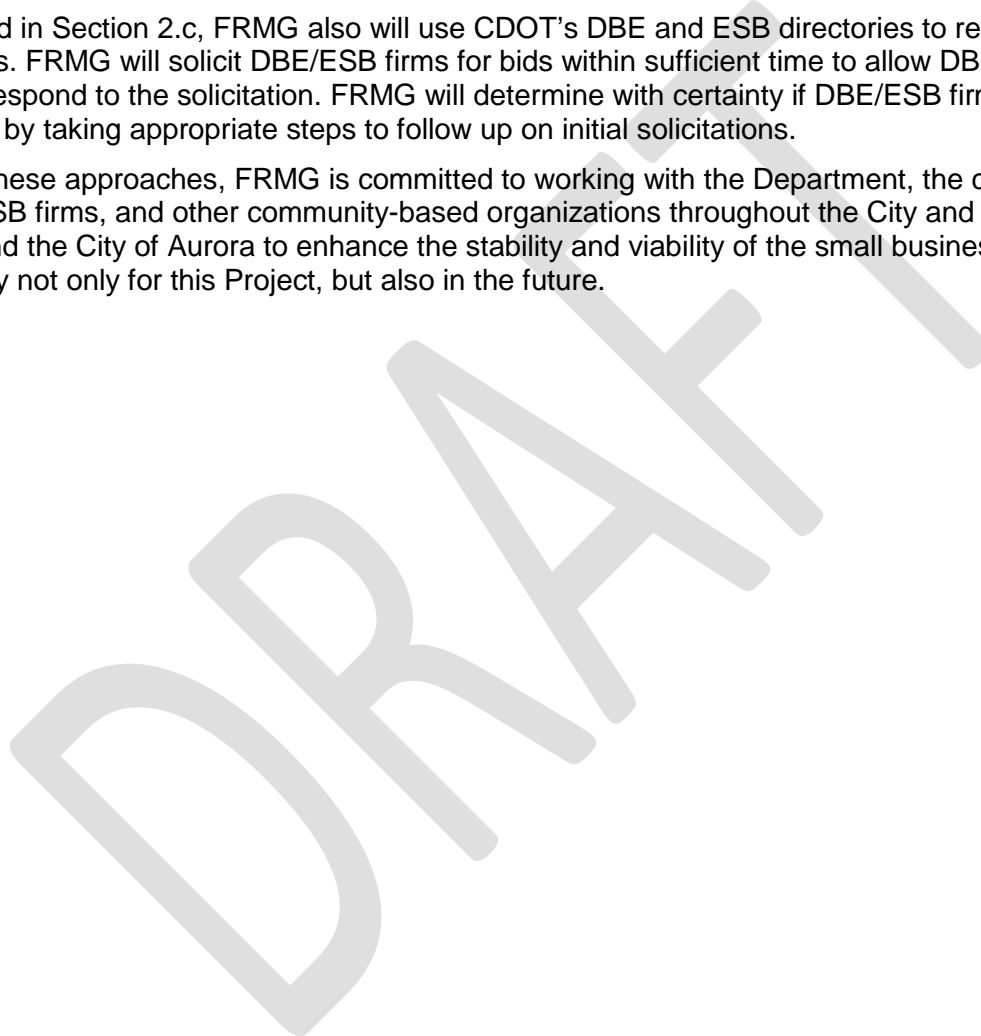 d in Section 2.c, FRMG also will use CDOT’s DBE and ESB directories to re
s. FRMG will solicit DBE/ESB firms for bids within sufficient time to allow DB
espond to the solicitation. FRMG will determine with certainty if DBE/ESB firr
by taking appropriate steps to follow up on initial solicitations.
nese approaches, FRMG is committed to working with the Department, the c
SB firms, and other community-based organizations throughout the City and
nd the City of Aurora to enhance the stability and viability of the small busines
y not only for this Project, but also in the future.
DRAFT